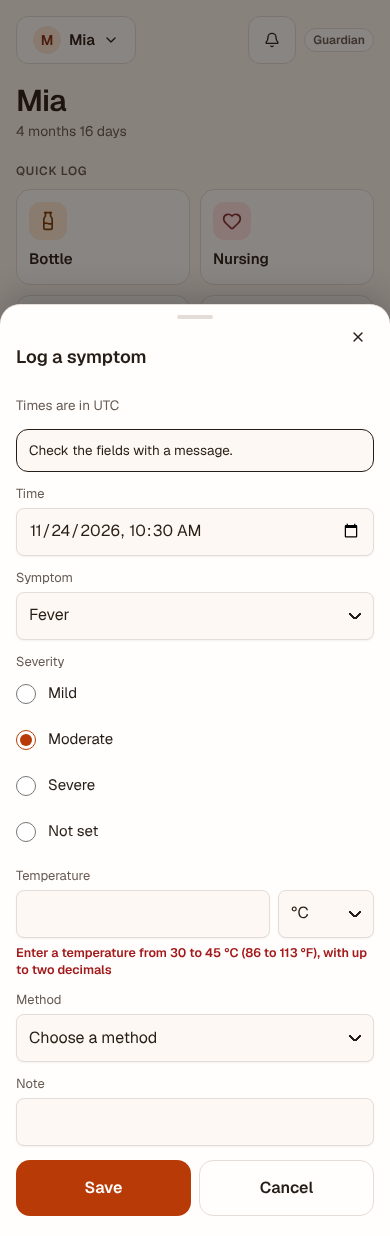 M Mia
Guardian
Mia
4 months 16 days
QUICK LOG
Bottle
Nursing
Log a symptom
Times are in UTC
Check the fields with a message.
Time
11/24/2026, 10:30 AM
Symptom
Fever
Severity
Mild
Moderate
Severe
Not set
Temperature
°C
Enter a temperature from 30 to 45 °C (86 to 113 °F), with up
to two decimals
Method
Choose a method
Note
Save
Cancel